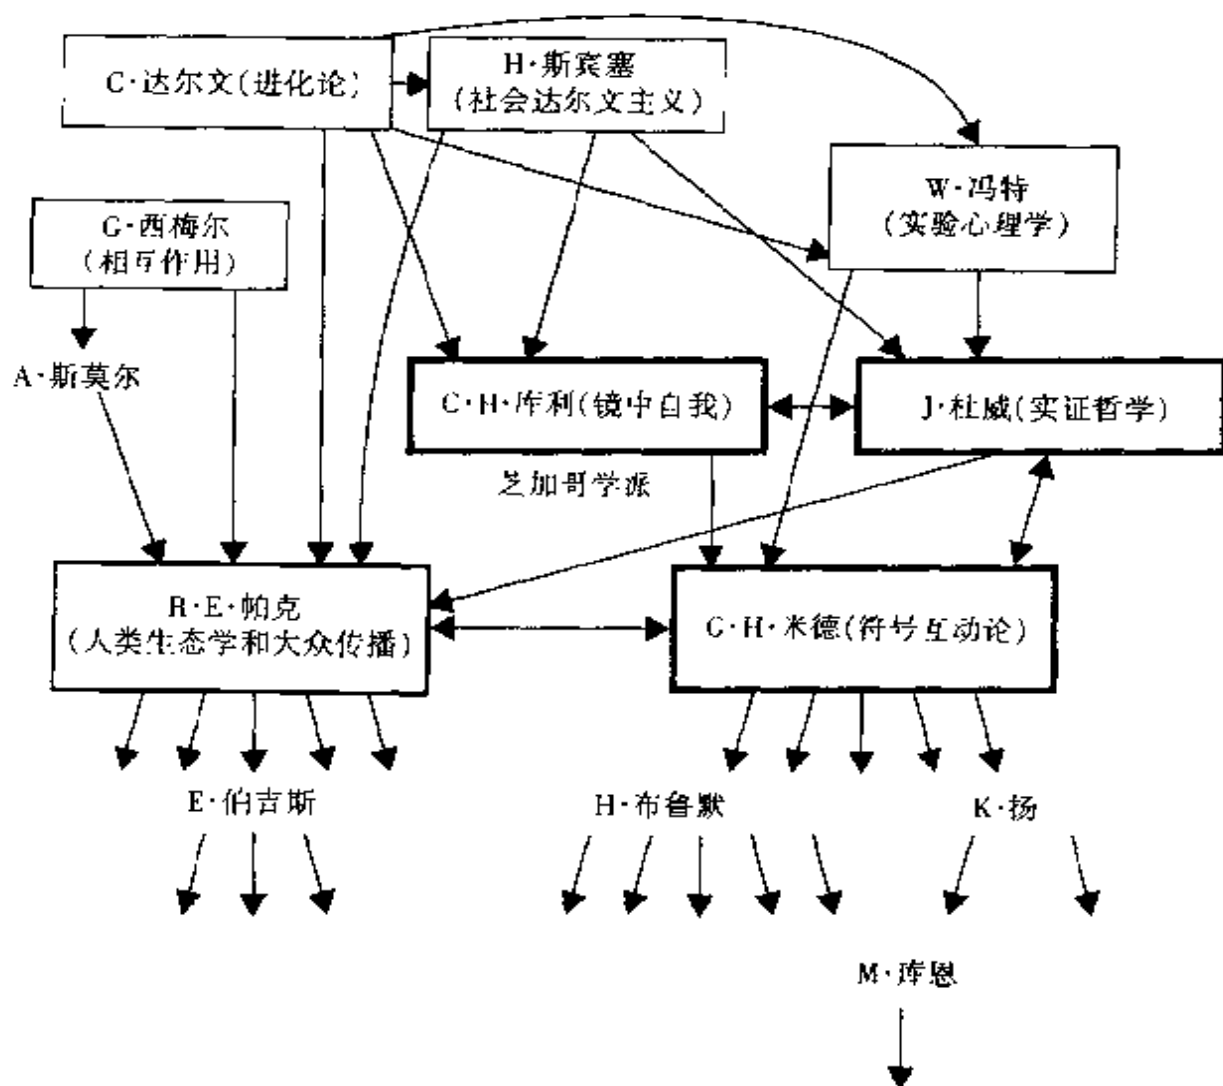 C·达尔文(进化论)
H·斯宾塞
(社会达尔文主义)
W·冯特
(实验心理学)
G·西梅尔
(相互作用)
A·斯莫尔
C·H·库利(镜中自我)
J·杜威(实证哲学)
芝加哥学派
R·E·帕克
(人类生态学和大众传播)
G·H·米德(符号互动论)
E·伯吉斯
H·布鲁默
K·扬
M·库恩